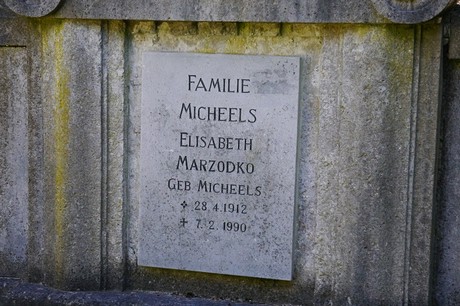 FAMILIE
MICHEELS
ELISABETH
MARZODKO
GEB. MICHEELS
* 28.4.1912
✝ 7.2.1990